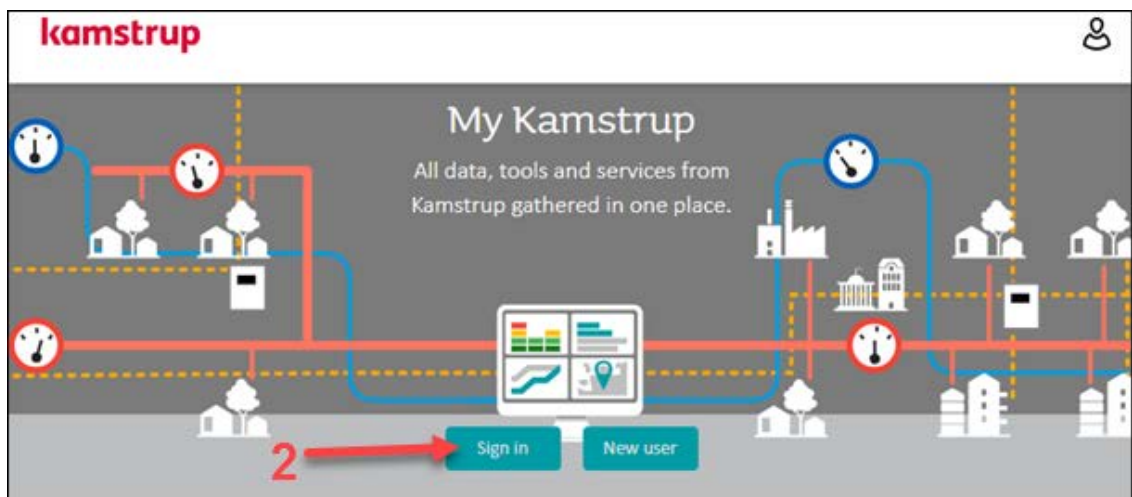 kamstrup
My Kamstrup
All data, tools and services from
Kamstrup gathered in one place.
2
Sign in
New user